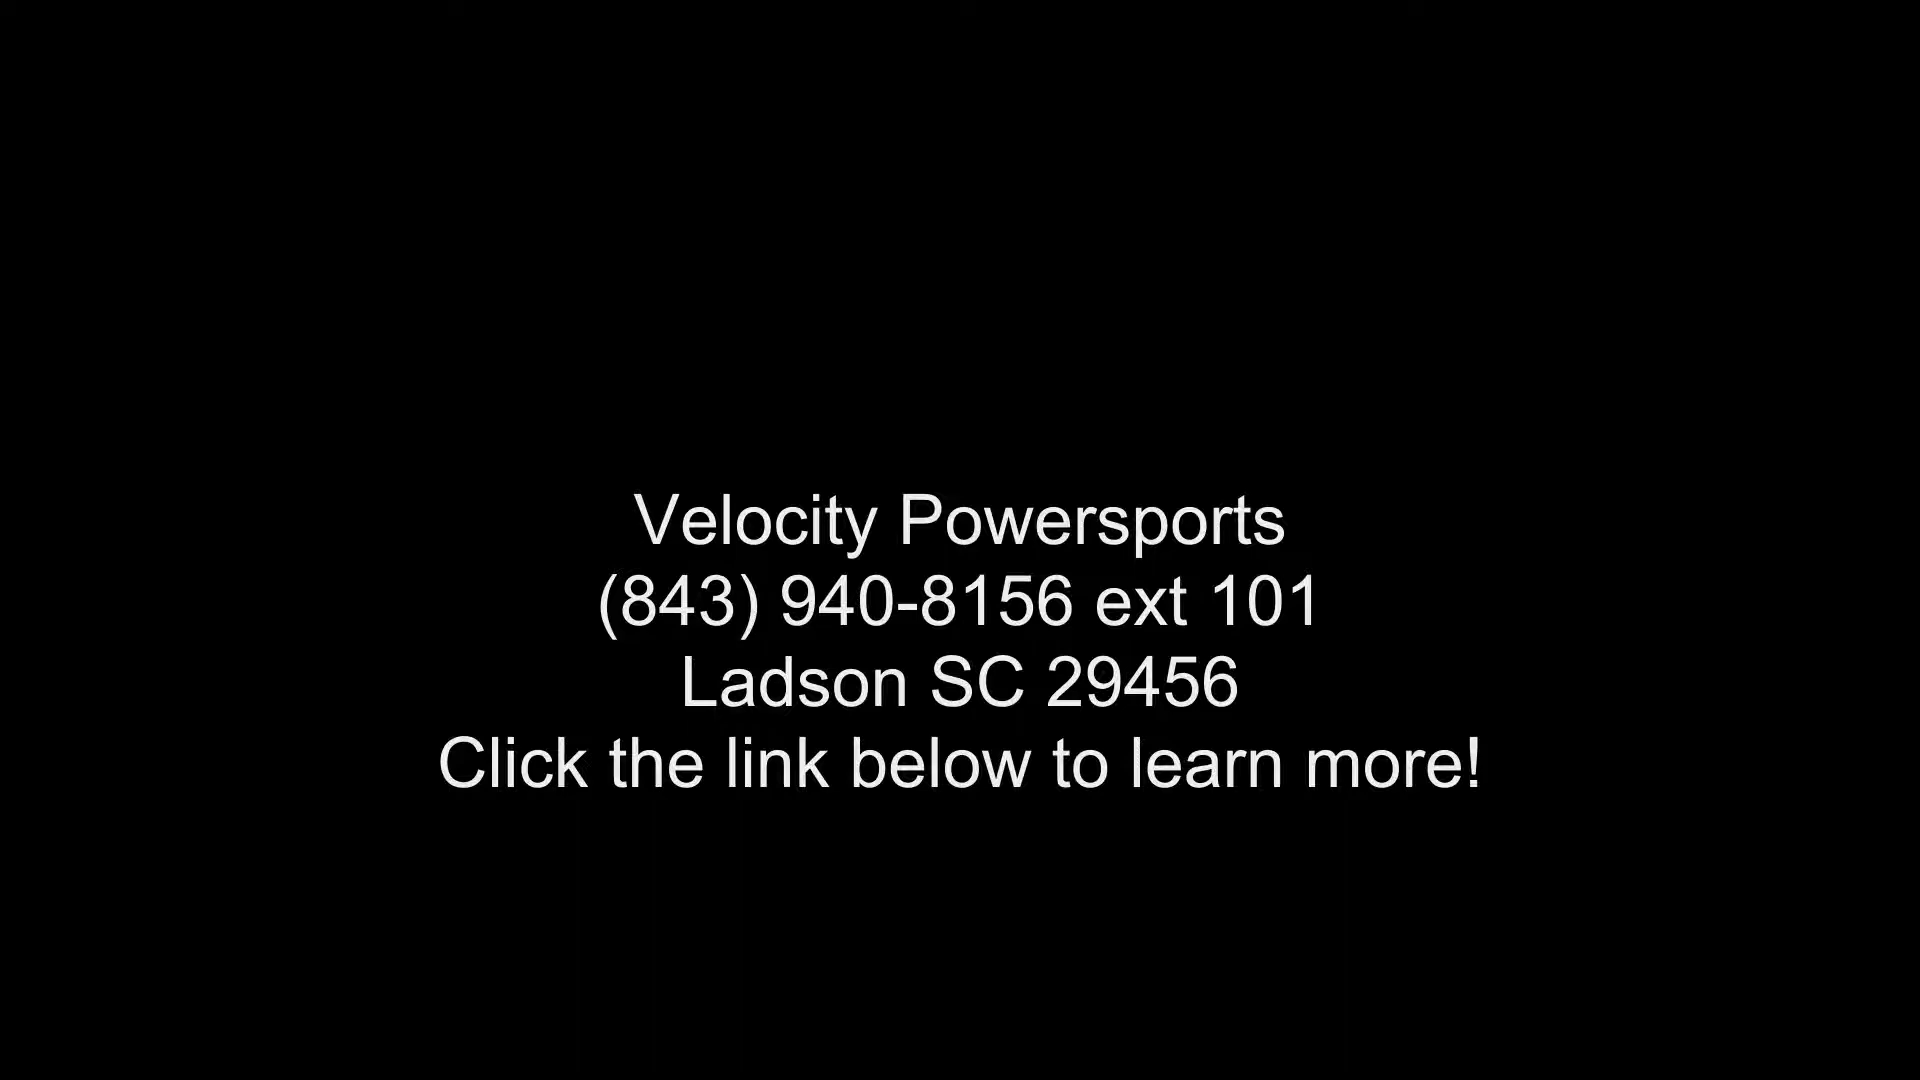 Velocity Powersports
(843) 940-8156 ext 101
Ladson SC 29456
Click the link below to learn more!